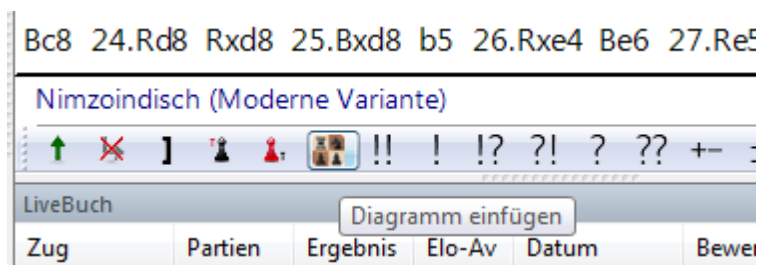 Bc8 24.Rd8 Rxd8 25.Bxd8 b5 26.Rxe4 Be6 27.Re5
Nimzoindisch (Moderne Variante)
] T T !! ! !? ?! ? ?? +−
Diagramm einfügen
LiveBuch
Zug Partien Ergebnis Elo-Av Datum Bewer